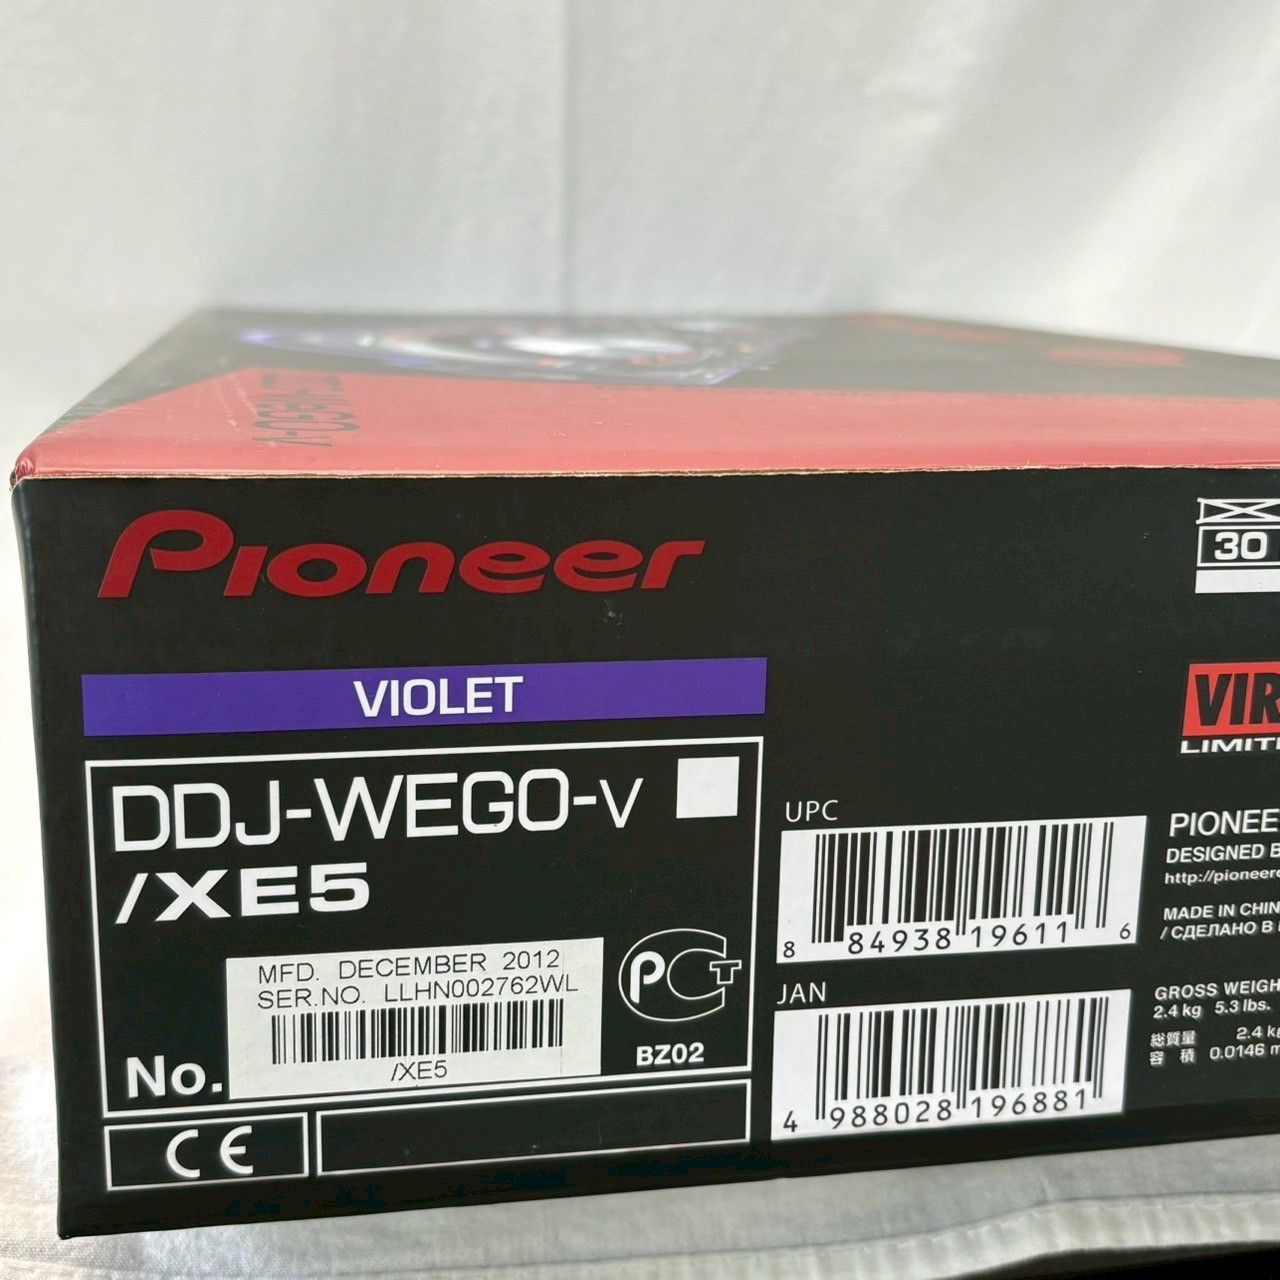 Pioneer
VIOLET
DDJ-WEGO-V
/XE5
MFD. DECEMBER 2012
SER.NO. LLHN002762WL
/XE5
No.
BZ02
CE
UPC
8 84938 19611 6
JAN
4 988028 196881
30
VIR
LIMIT
PIONEE
DESIGNED B
http://pioneer
MADE IN CHIN
/ СДЕЛАНО В
GROSS WEIGH
2.4 kg 5.3 lbs.
総質量 2.4 k
容 積 0.0146 m